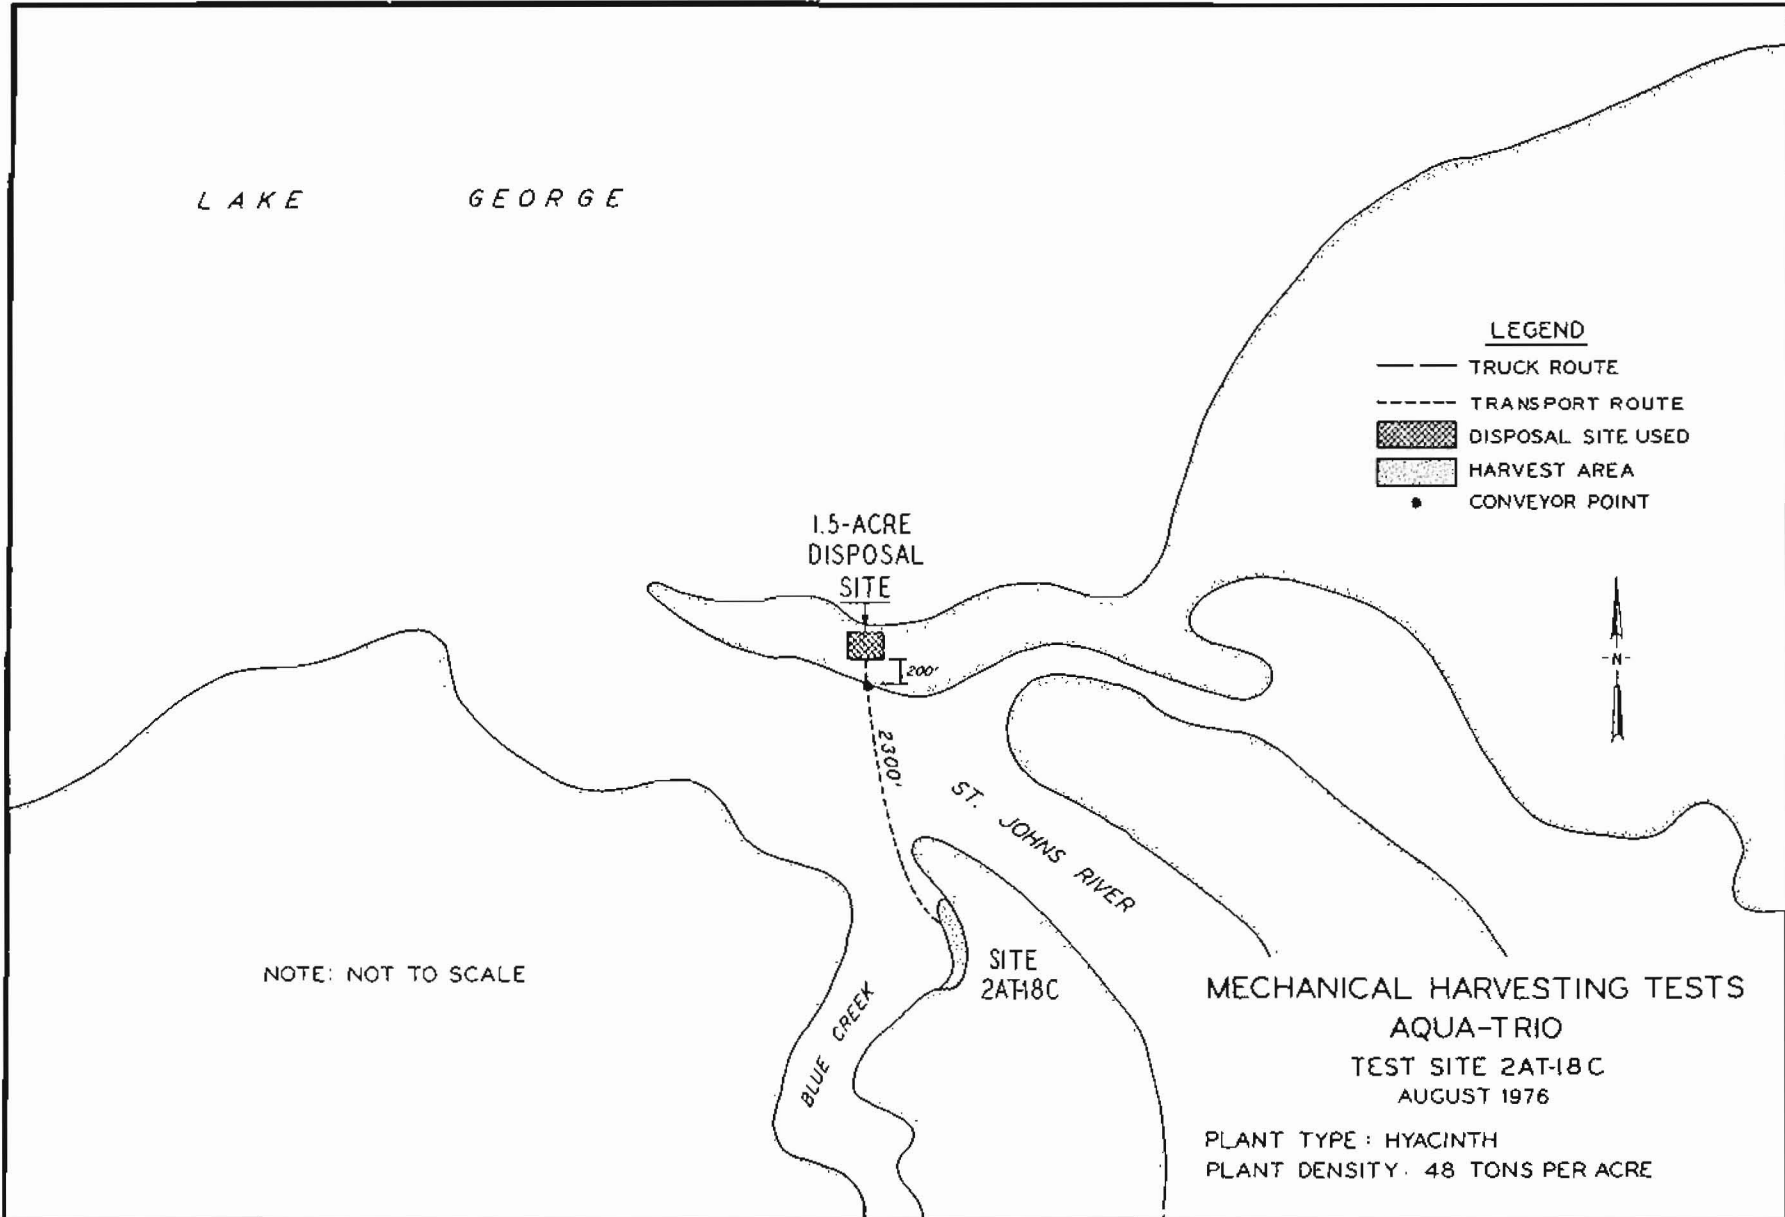 LAKE GEORGE
LEGEND
TRUCK ROUTE
TRANSPORT ROUTE
DISPOSAL SITE USED
HARVEST AREA
CONVEYOR POINT
1.5-ACRE
DISPOSAL
SITE
200'
N
2300'
ST. JOHNS RIVER
SITE
2AT-18C
BLUE CREEK
NOTE: NOT TO SCALE
MECHANICAL HARVESTING TESTS
AQUA-TRIO
TEST SITE 2AT-18C
AUGUST 1976
PLANT TYPE: HYACINTH
PLANT DENSITY: 48 TONS PER ACRE